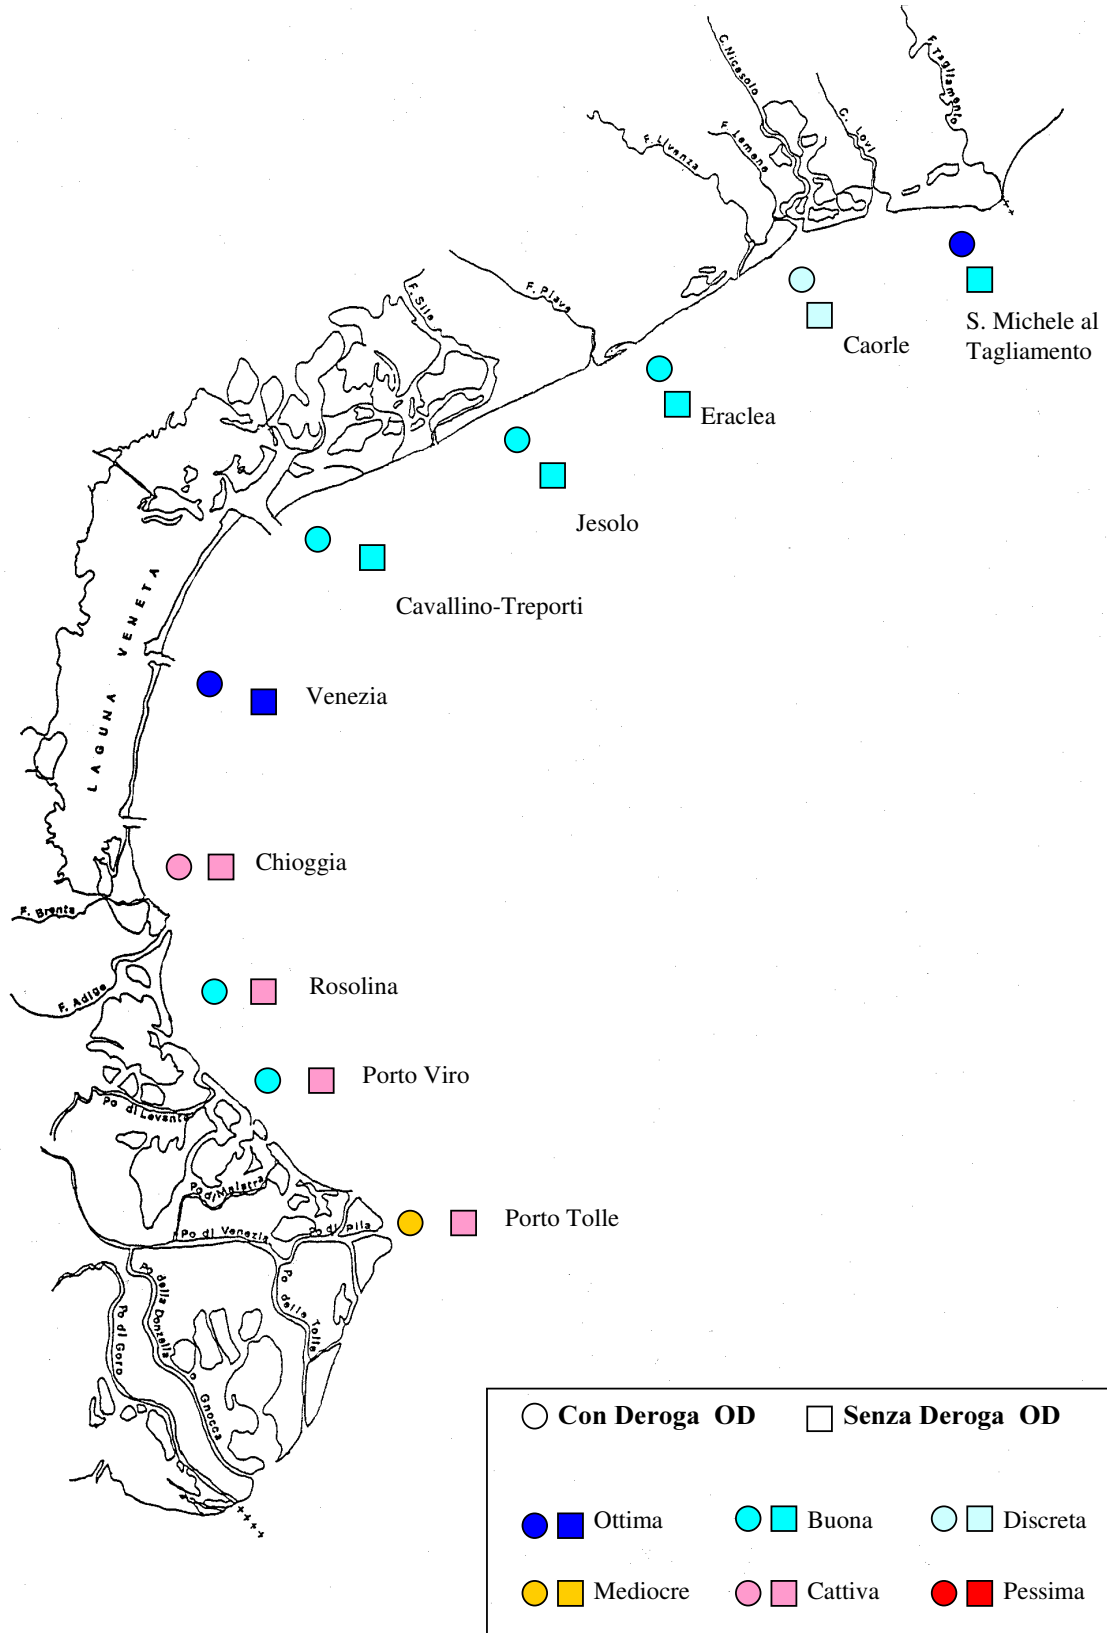 C. Nicesolo
F. Tagliamento
C. Lovi
F. Lemene
F. Livenza
S. Michele al
Tagliamento
Caorle
F. Piave
F. Sile
Eraclea
Jesolo
Cavallino-Treporti
LAGUNA VENETA
Venezia
Chioggia
F. Brenta
F. Adige
Rosolina
Porto Viro
Po di Levante
Po di Maistra
Po di Venezia
Po di Pila
Porto Tolle
Po delle Tolle
Po della Donzella o Gnocca
Po di Goro
Con Deroga OD
Senza Deroga OD
Ottima
Buona
Discreta
Mediocre
Cattiva
Pessima